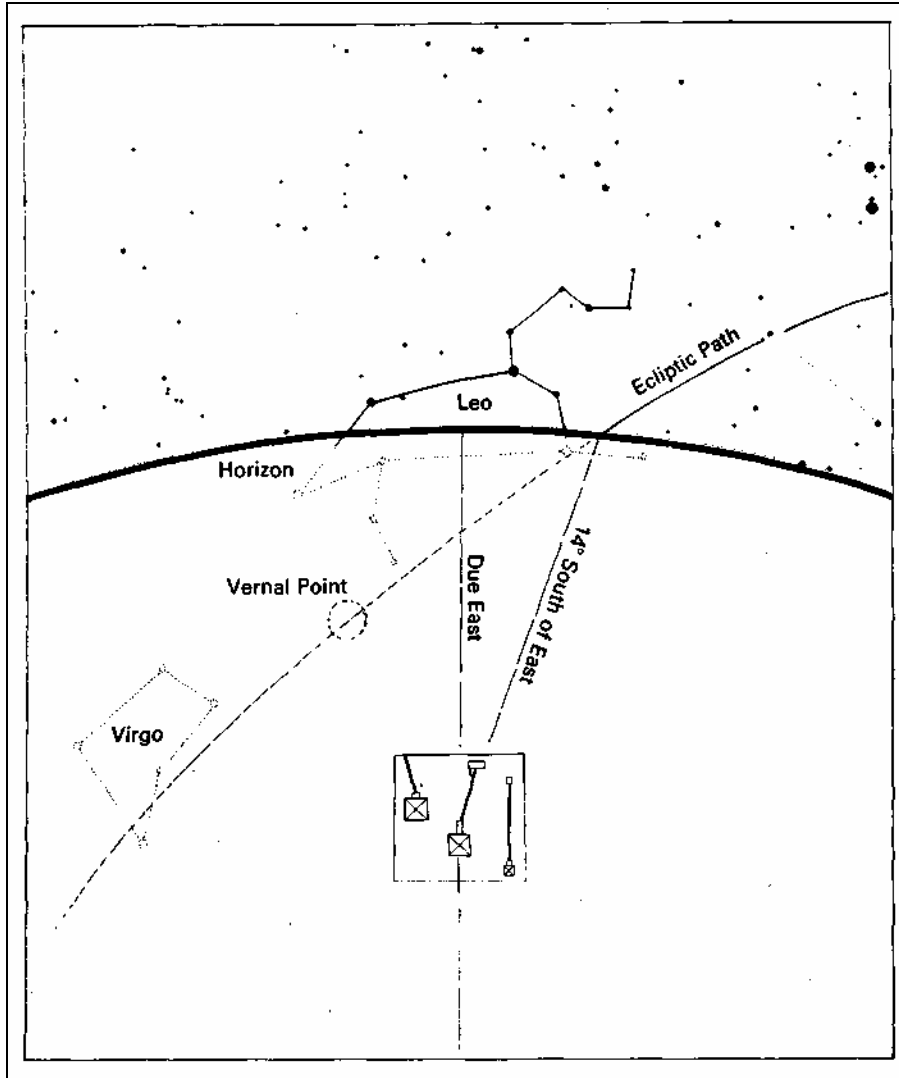 Ecliptic Path
Leo
Horizon
Due East
14° South of East
Vernal Point
Virgo